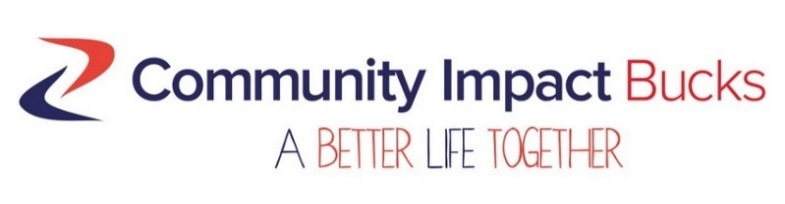 Community Impact Bucks
A BETTER LIFE TOGETHER